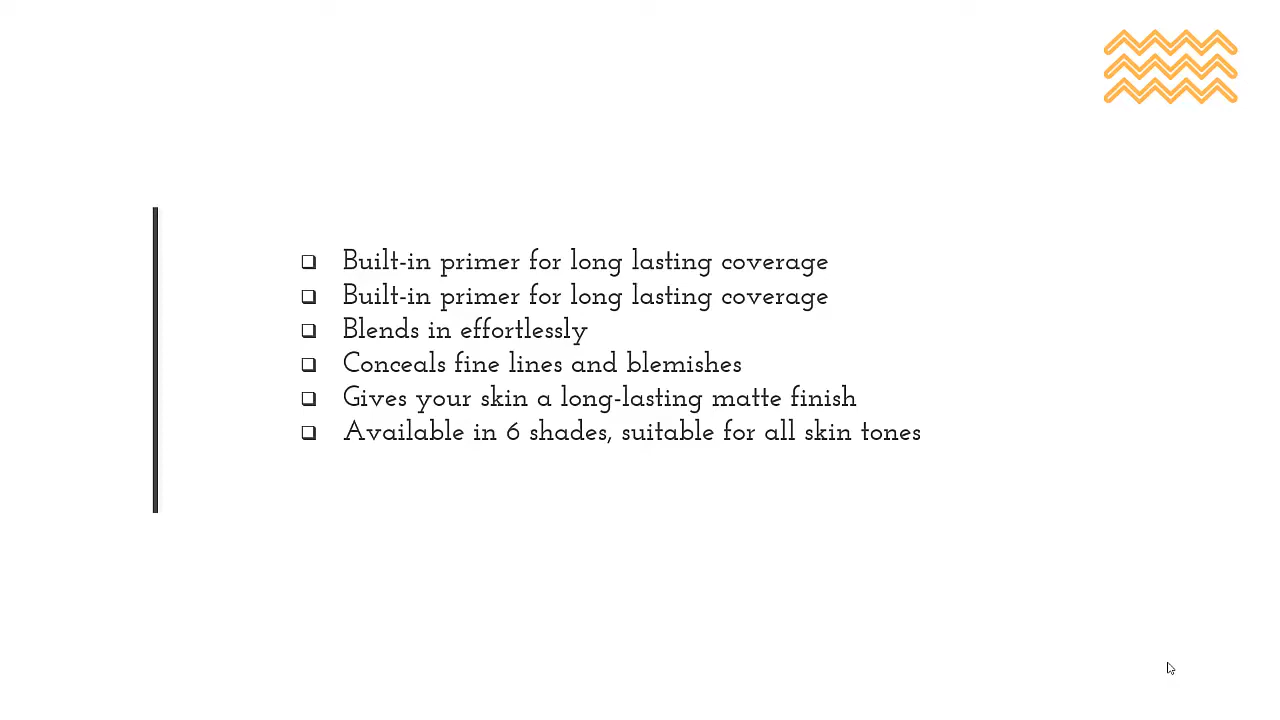 Built-in primer for long lasting coverage
Built-in primer for long lasting coverage
Blends in effortlessly
Conceals fine lines and blemishes
Gives your skin a long-lasting matte finish
Available in 6 shades, suitable for all skin tones